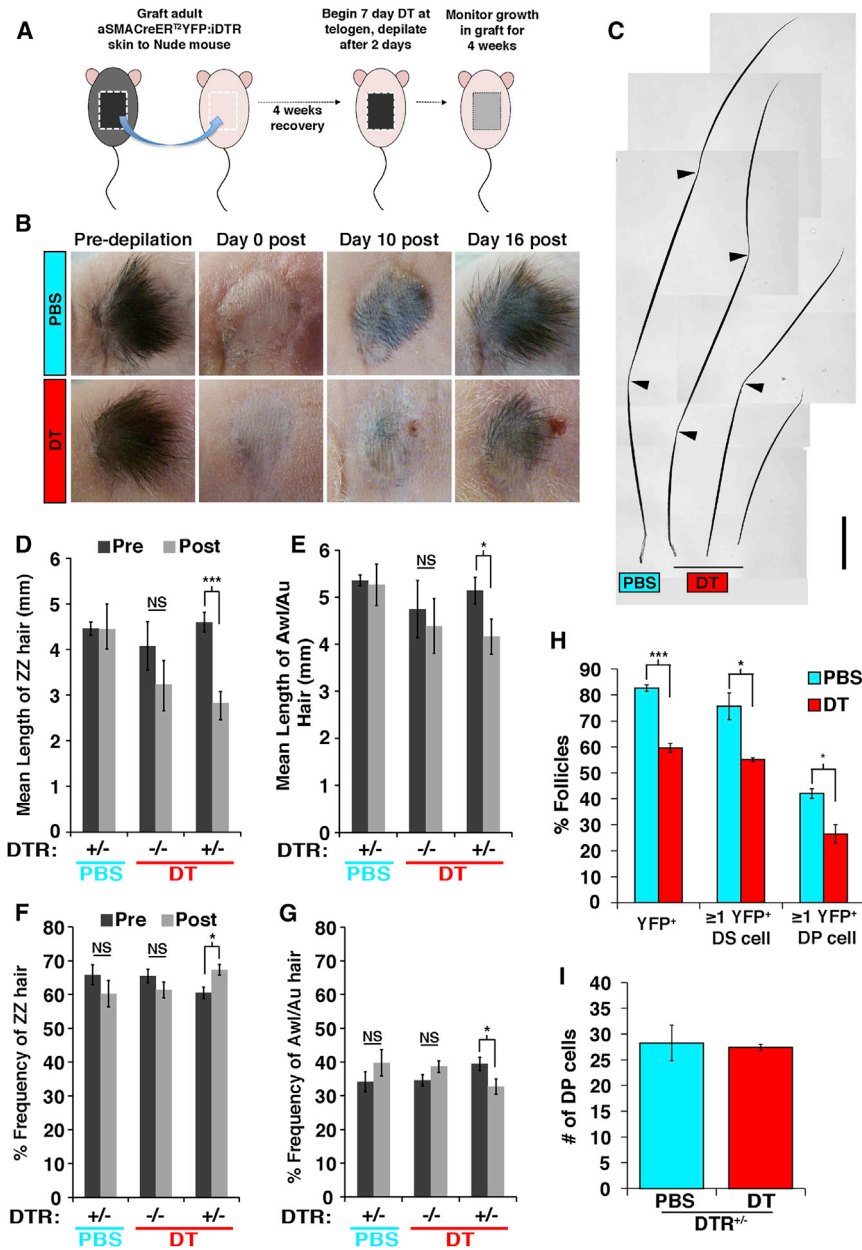 A
Graft adult
aSMACreER^T2YFP:iDTR
skin to Nude mouse
4 weeks
recovery
Begin 7 day DT at
telogen, depilate
after 2 days
Monitor growth
in graft for
4 weeks
B
Pre-depilation Day 0 post Day 10 post Day 16 post
PBS
DT
C
PBS DT
D
Pre Post
Mean Length of ZZ hair (mm)
6
5
4
3
2
1
0
NS
***
DTR: +/- -/- +/-
PBS DT
E
Mean Length of Awl/Au
Hair (mm)
6
5
4
3
2
1
0
NS
*
DTR: +/- -/- +/-
PBS DT
F
Pre Post
% Frequency of ZZ hair
80
70
60
50
40
30
20
10
0
NS
NS
*
DTR: +/- -/- +/-
PBS DT
G
% Frequency of Awl/Au hair
80
70
60
50
40
30
20
10
0
NS
NS
*
DTR: +/- -/- +/-
PBS DT
H
PBS
DT
% Follicles
90
80
70
60
50
40
30
20
10
0
***
*
*
YFP⁺
≥1 YFP⁺
DS cell
≥1 YFP⁺
DP cell
I
# of DP cells
40
35
30
25
20
15
10
5
0
PBS DT
DTR⁺/⁻